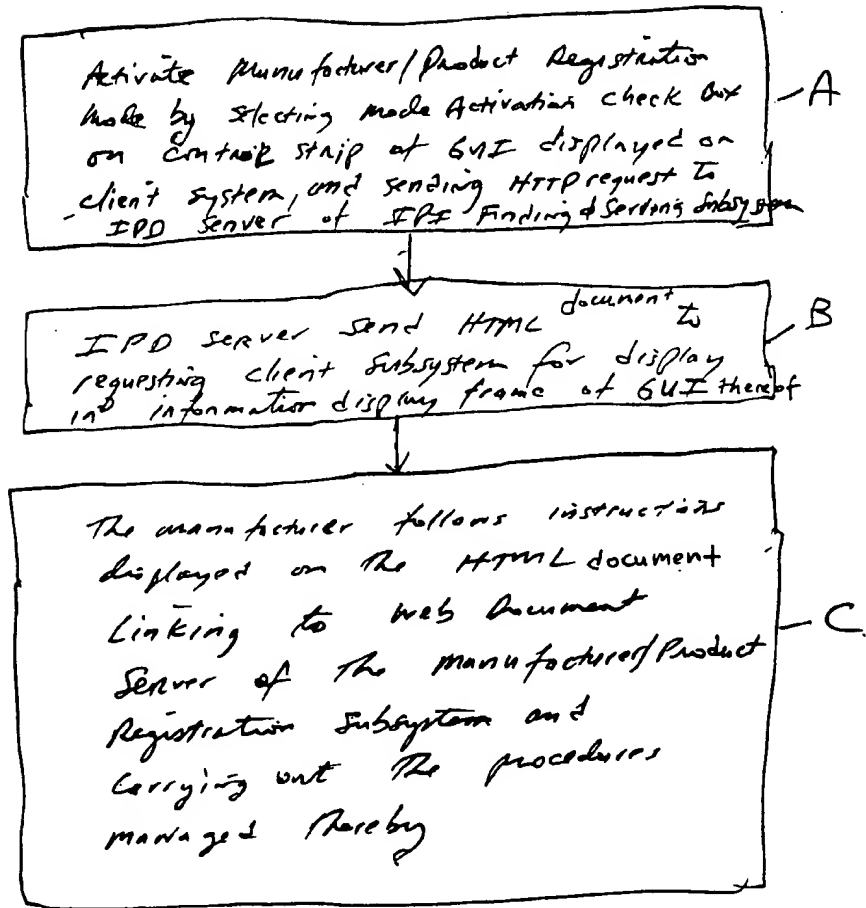 Activate Manufacturer/Product Registration
Mode by selecting Mode Activation check Box
on control strip of GUI displayed on
client system, and sending HTTP request to
IPD server of IPI Finding & Serving Subsystem
A
IPD server send HTML document to
requesting client subsystem for display
in information display frame of GUI thereof
B
The manufacturer follows instructions
displayed on the HTML document
Linking to web Document
Server of The manufacturer/Product
Registration Subsystem and
Carrying out The procedures
managed Thereby
C